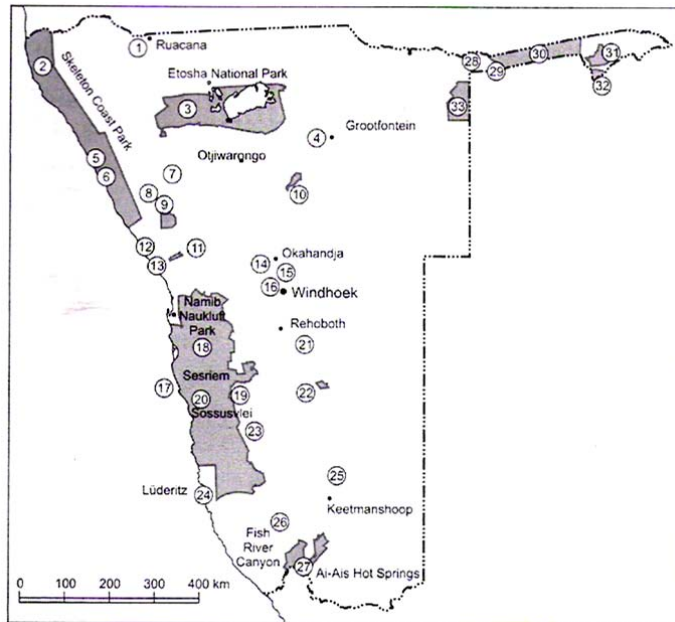 1
Ruacana
28
30
31
2
Skeleton Coast Park
Etosha National Park
29
32
3
33
4
Grootfontein
5
Otjiwarongo
6
7
8
9
10
12
11
Okahandja
13
14
15
16
Windhoek
Namib
Naukluft
Park
Rehoboth
18
21
Sesriem
17
20
19
22
Sossusvlei
23
25
Lüderitz
24
Keetmanshoop
26
Fish
River
Canyon
27
Ai-Ais Hot Springs
0 100 200 300 400 km